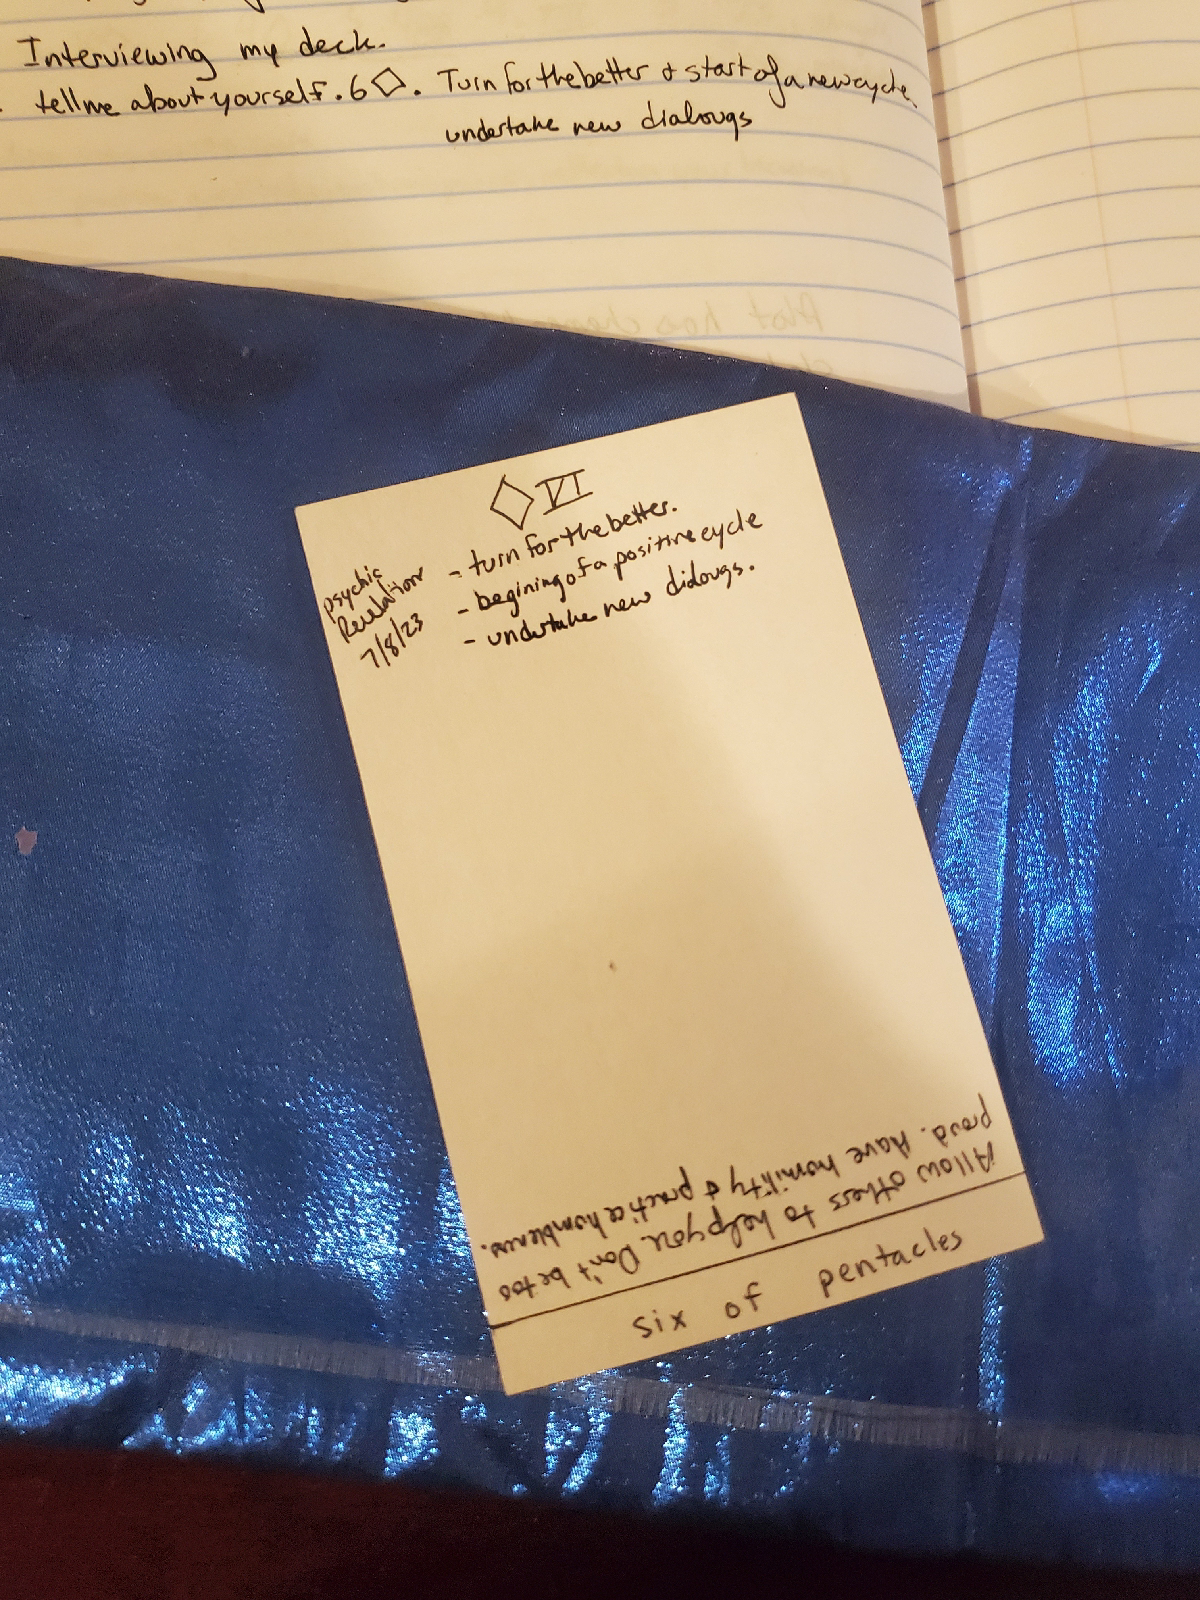 Interviewing my deck.
tell me about yourself. 6◇. Turn for the better & start of a new cycle.
undertake new dialougs
Alot has
◇ VI
psychic
Revelation
7/8/23
- turn for the better.
- begining of a positive cycle
- undertake new dialougs.
Allow others to help you. Don't be too
proud. have humility & practice humbleness.
six of pentacles